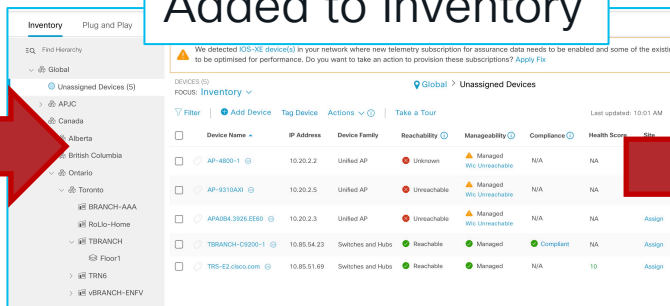 Added to Inventory
Inventory Plug and Play
Find Hierarchy
Global
Unassigned Devices (5)
APJC
Canada
Alberta
British Columbia
Ontario
Toronto
BRANCH-AAA
RoLlo-Home
TBRANCH
Floor1
TRN6
vBRANCH-ENFV
We detected IOS-XE device(s) in your network where new telemetry subscription for assurance data needs to be enabled and some of the existin
to be optimised for performance. Do you want to take an action to provision these subscriptions? Apply Fix
DEVICES (5)
FOCUS: Inventory
Global > Unassigned Devices
Filter Add Device Tag Device Actions Take a Tour Last updated: 10:01 AM
Device Name IP Address Device Family Reachability Manageability Compliance Health Score Site
AP-4800-1 10.20.2.2 Unified AP Unknown Managed N/A NA
Wlc Unreachable
AP-9310AXI 10.20.2.5 Unified AP Unreachable Managed N/A NA
Wlc Unreachable
APA0B4.3926.EE60 10.20.2.3 Unified AP Unreachable Managed N/A NA Assign
Wlc Unreachable
TBRANCH-C9200-1 10.85.54.23 Switches and Hubs Reachable Managed Compliant NA Assign
TRS-E2.cisco.com 10.85.51.69 Switches and Hubs Reachable Managed N/A 10 Assign